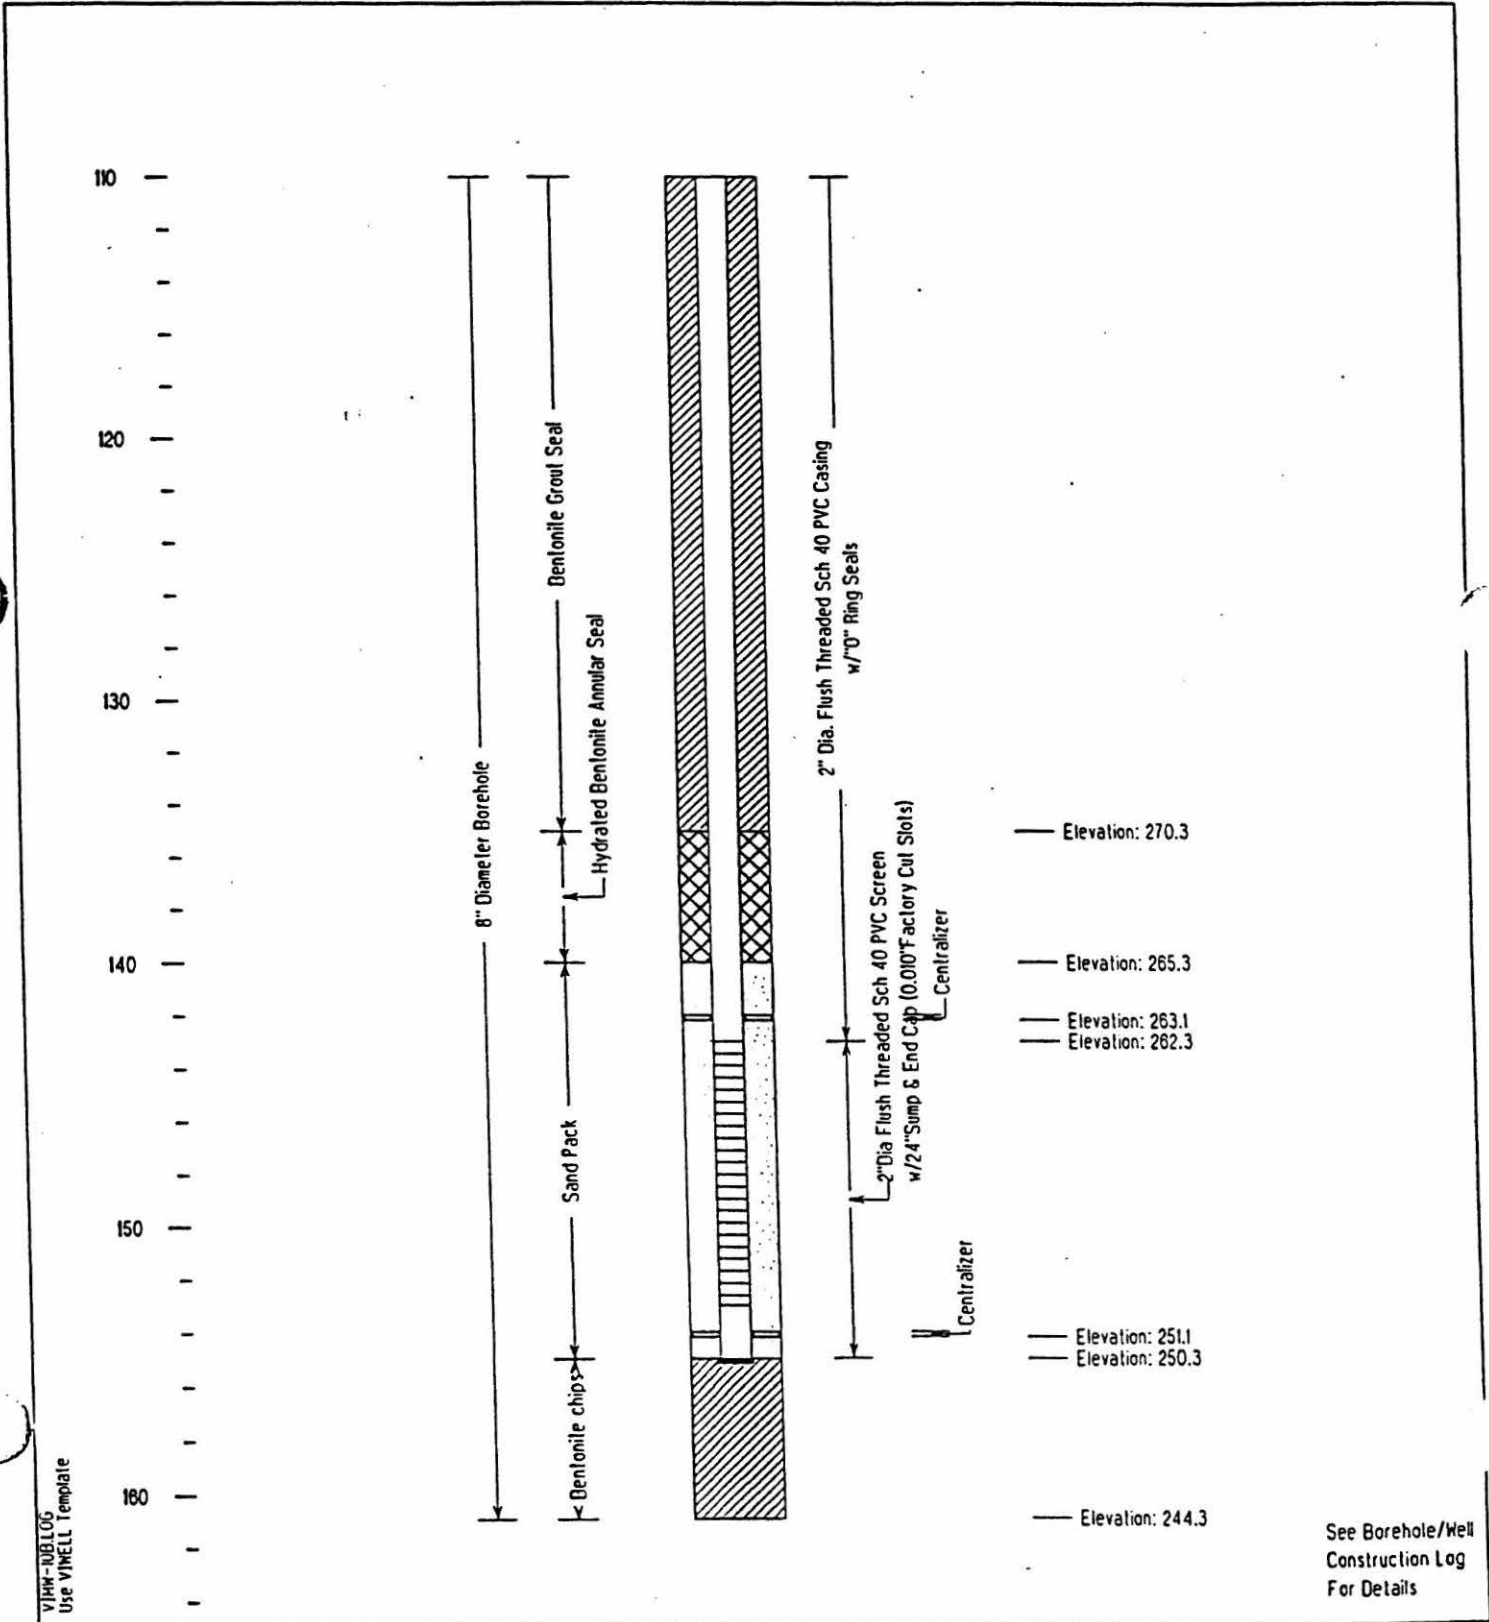 110
120
130
140
150
160
8" Diameter Borehole
Bentonite Grout Seal
Hydrated Bentonite Annular Seal
Sand Pack
< Bentonite chips>
2" Dia. Flush Threaded Sch 40 PVC Casing
w/"O" Ring Seals
2"Dia Flush Threaded Sch 40 PVC Screen
w/24"Sump & End Cap (0.010"Factory Cut Slots)
Centralizer
Centralizer
Elevation: 270.3
Elevation: 265.3
Elevation: 263.1
Elevation: 262.3
Elevation: 251.1
Elevation: 250.3
Elevation: 244.3
See Borehole/Well
Construction Log
For Details
Use V1WELL Template